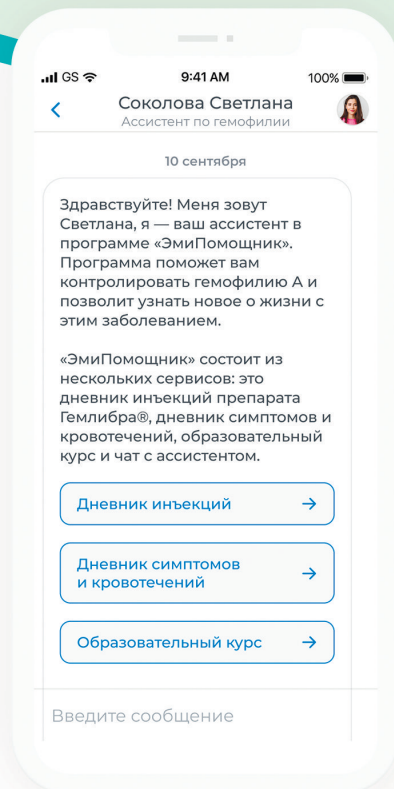 GS 9:41 AM 100%
Соколова Светлана
Ассистент по гемофилии
10 сентября
Здравствуйте! Меня зовут
Светлана, я — ваш ассистент в
программе «ЭмиПомощник».
Программа поможет вам
контролировать гемофилию А и
позволит узнать новое о жизни с
этим заболеванием.
«ЭмиПомощник» состоит из
нескольких сервисов: это
дневник инъекций препарата
Гемлибра®, дневник симптомов и
кровотечений, образовательный
курс и чат с ассистентом.
Дневник инъекций
Дневник симптомов
и кровотечений
Образовательный курс
Введите сообщение